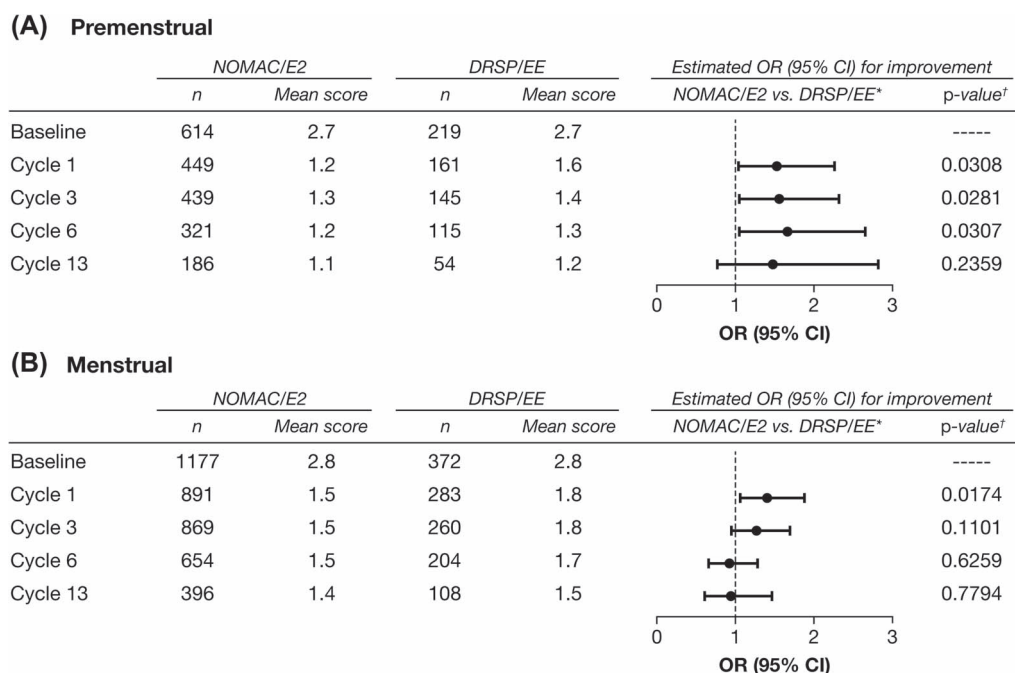 (A) Premenstrual
NOMAC/E2 DRSP/EE Estimated OR (95% CI) for improvement
n Mean score n Mean score NOMAC/E2 vs. DRSP/EE* p-value†
Baseline 614 2.7 219 2.7 -----
Cycle 1 449 1.2 161 1.6 0.0308
Cycle 3 439 1.3 145 1.4 0.0281
Cycle 6 321 1.2 115 1.3 0.0307
Cycle 13 186 1.1 54 1.2 0.2359
0 1 2 3
OR (95% CI)
(B) Menstrual
NOMAC/E2 DRSP/EE Estimated OR (95% CI) for improvement
n Mean score n Mean score NOMAC/E2 vs. DRSP/EE* p-value†
Baseline 1177 2.8 372 2.8 -----
Cycle 1 891 1.5 283 1.8 0.0174
Cycle 3 869 1.5 260 1.8 0.1101
Cycle 6 654 1.5 204 1.7 0.6259
Cycle 13 396 1.4 108 1.5 0.7794
0 1 2 3
OR (95% CI)